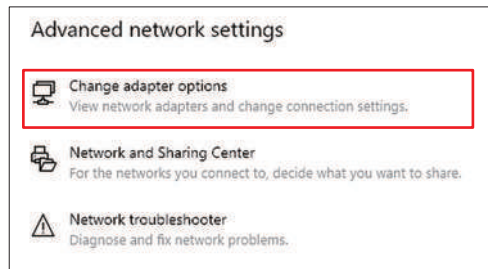 Advanced network settings
Change adapter options
View network adapters and change connection settings.
Network and Sharing Center
For the networks you connect to, decide what you want to share.
Network troubleshooter
Diagnose and fix network problems.